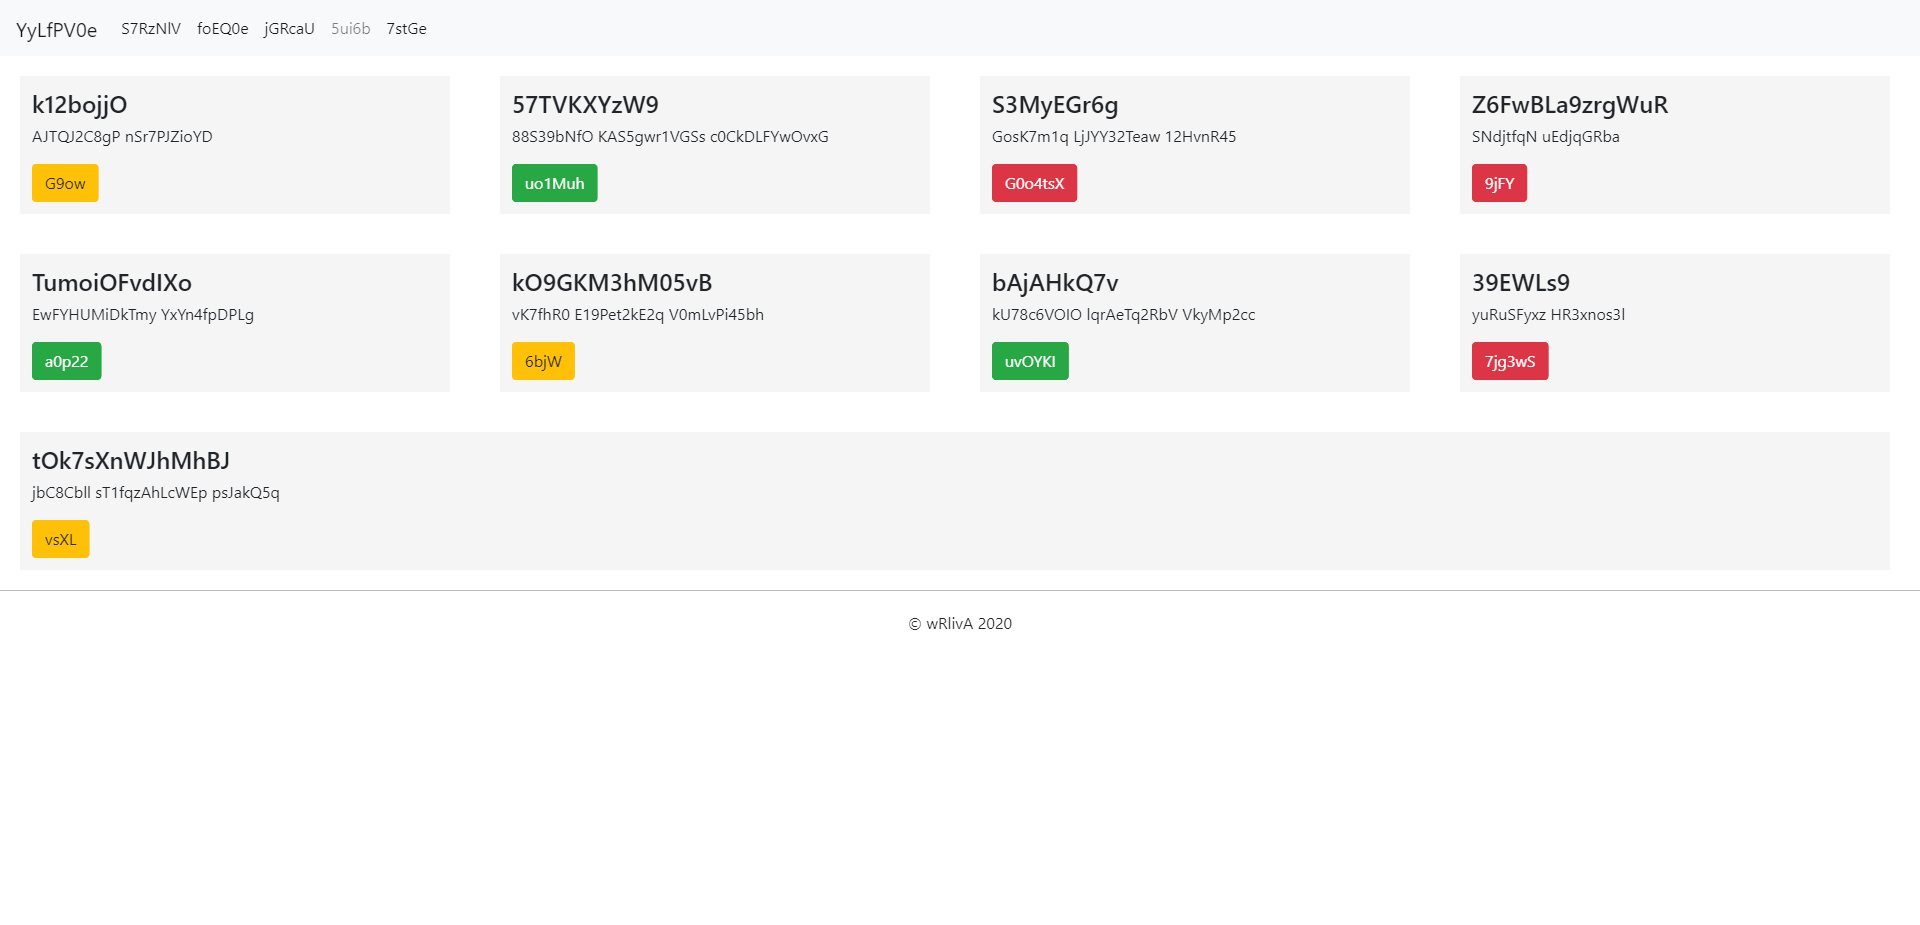 YyLfPV0e S7RzNlV foEQ0e jGRcaU 5ui6b 7stGe
k12bojjO
AJTQJ2C8gP nSr7PJZioYD
G9ow
57TVKXYzW9
88S39bNfO KAS5gwr1VGSs c0CkDLFYwOvxG
uo1Muh
S3MyEGr6g
GosK7m1q LjJYY32Teaw 12HvnR45
G0o4tsX
Z6FwBLa9zrgWuR
SNdjtfqN uEdjqGRba
9jFY
TumoiOFvdIXo
EwFYHUMiDkTmy YxYn4fpDPLg
a0p22
kO9GKM3hM05vB
vK7fhR0 E19Pet2kE2q V0mLvPi45bh
6bjW
bAjAHkQ7v
kU78c6VOIO lqrAeTq2RbV VkyMp2cc
uvOYKI
39EWLs9
yuRuSFyxz HR3xnos3l
7jg3wS
tOk7sXnWJhMhBJ
jbC8Cbll sT1fqzAhLcWEp psJakQ5q
vsXL
© wRlivA 2020